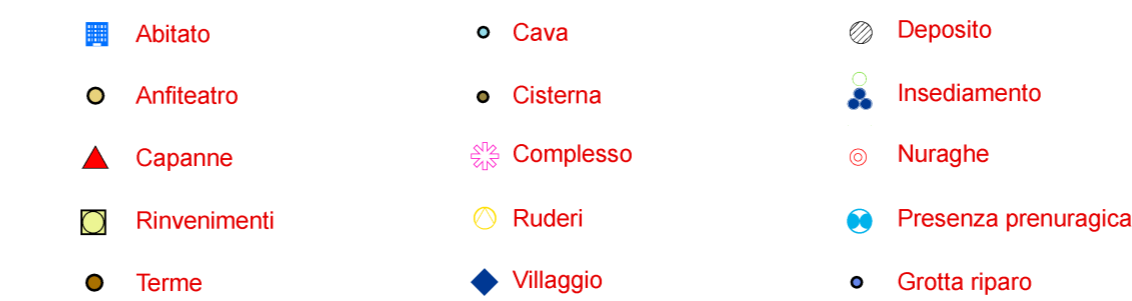 Abitato
Cava
Deposito
Anfiteatro
Cisterna
Insediamento
Capanne
Complesso
Nuraghe
Rinvenimenti
Ruderi
Presenza prenuragica
Terme
Villaggio
Grotta riparo